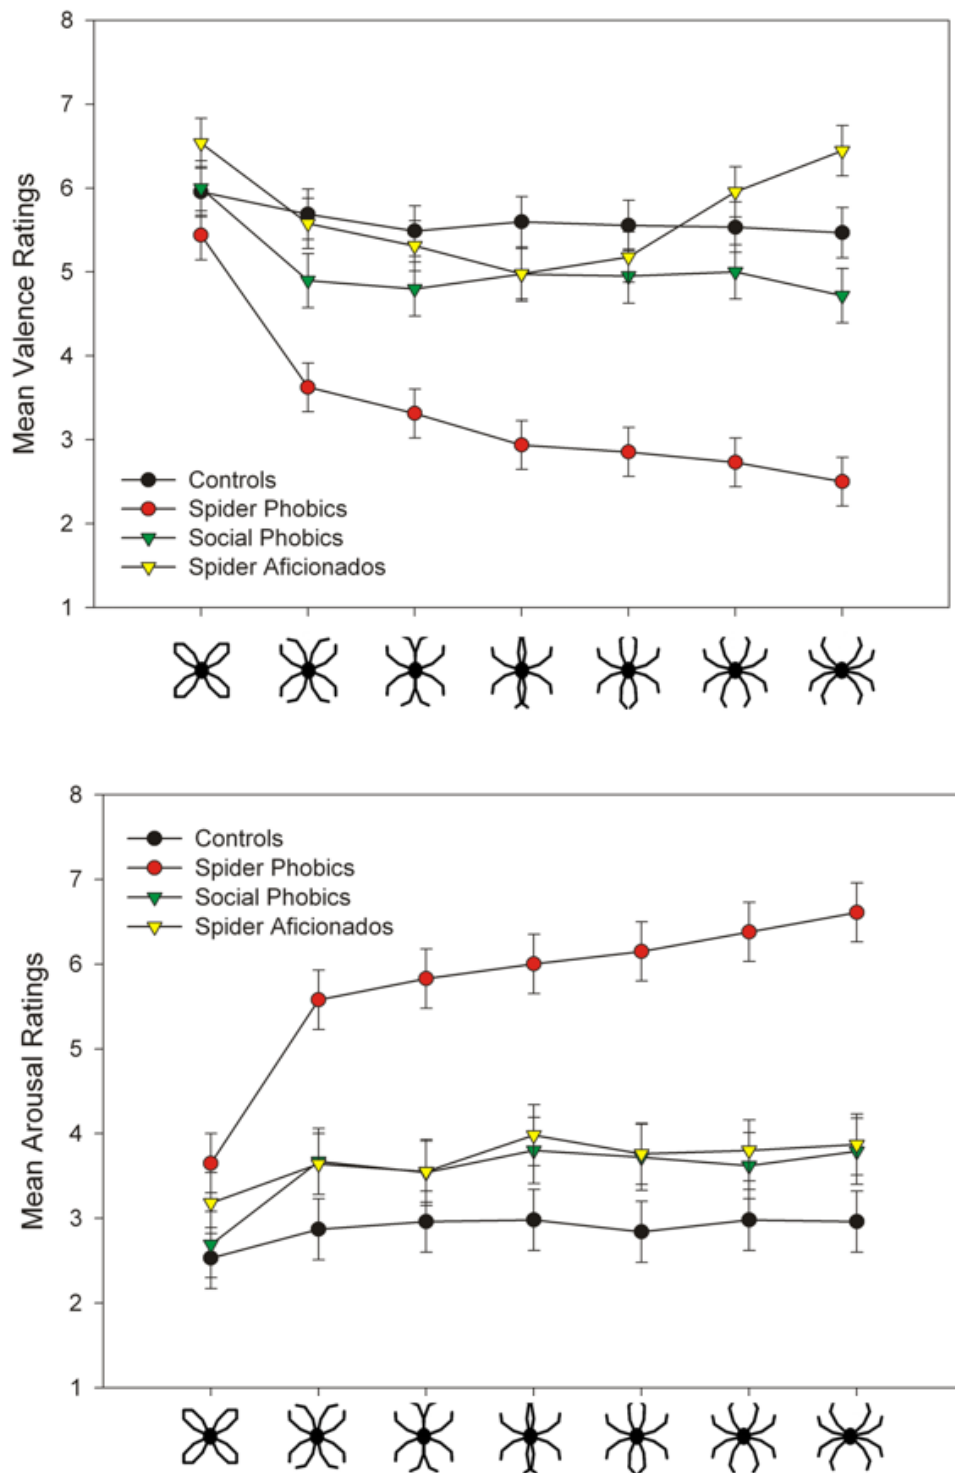 8
7
6
5
4
3
2
1
Mean Valence Ratings
Controls
Spider Phobics
Social Phobics
Spider Aficionados
8
7
6
5
4
3
2
1
Mean Arousal Ratings
Controls
Spider Phobics
Social Phobics
Spider Aficionados